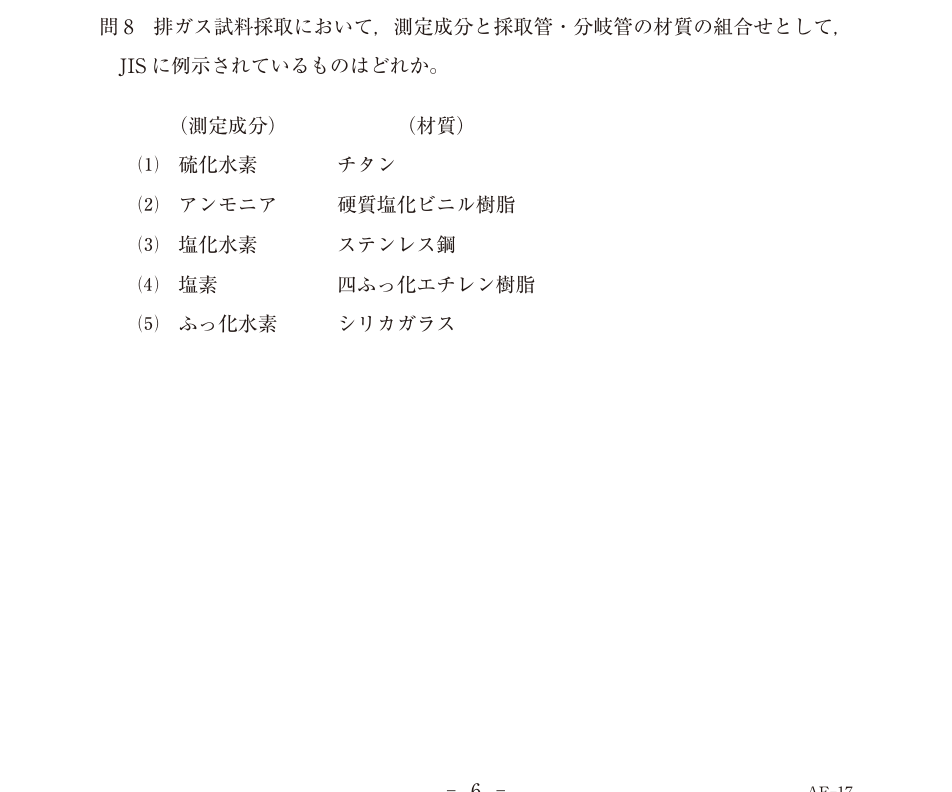 問8 排ガス試料採取において，測定成分と採取管・分岐管の材質の組合せとして，
JISに例示されているものはどれか。
（測定成分） （材質）
(1) 硫化水素 チタン
(2) アンモニア 硬質塩化ビニル樹脂
(3) 塩化水素 ステンレス鋼
(4) 塩素 四ふっ化エチレン樹脂
(5) ふっ化水素 シリカガラス
- 6 -